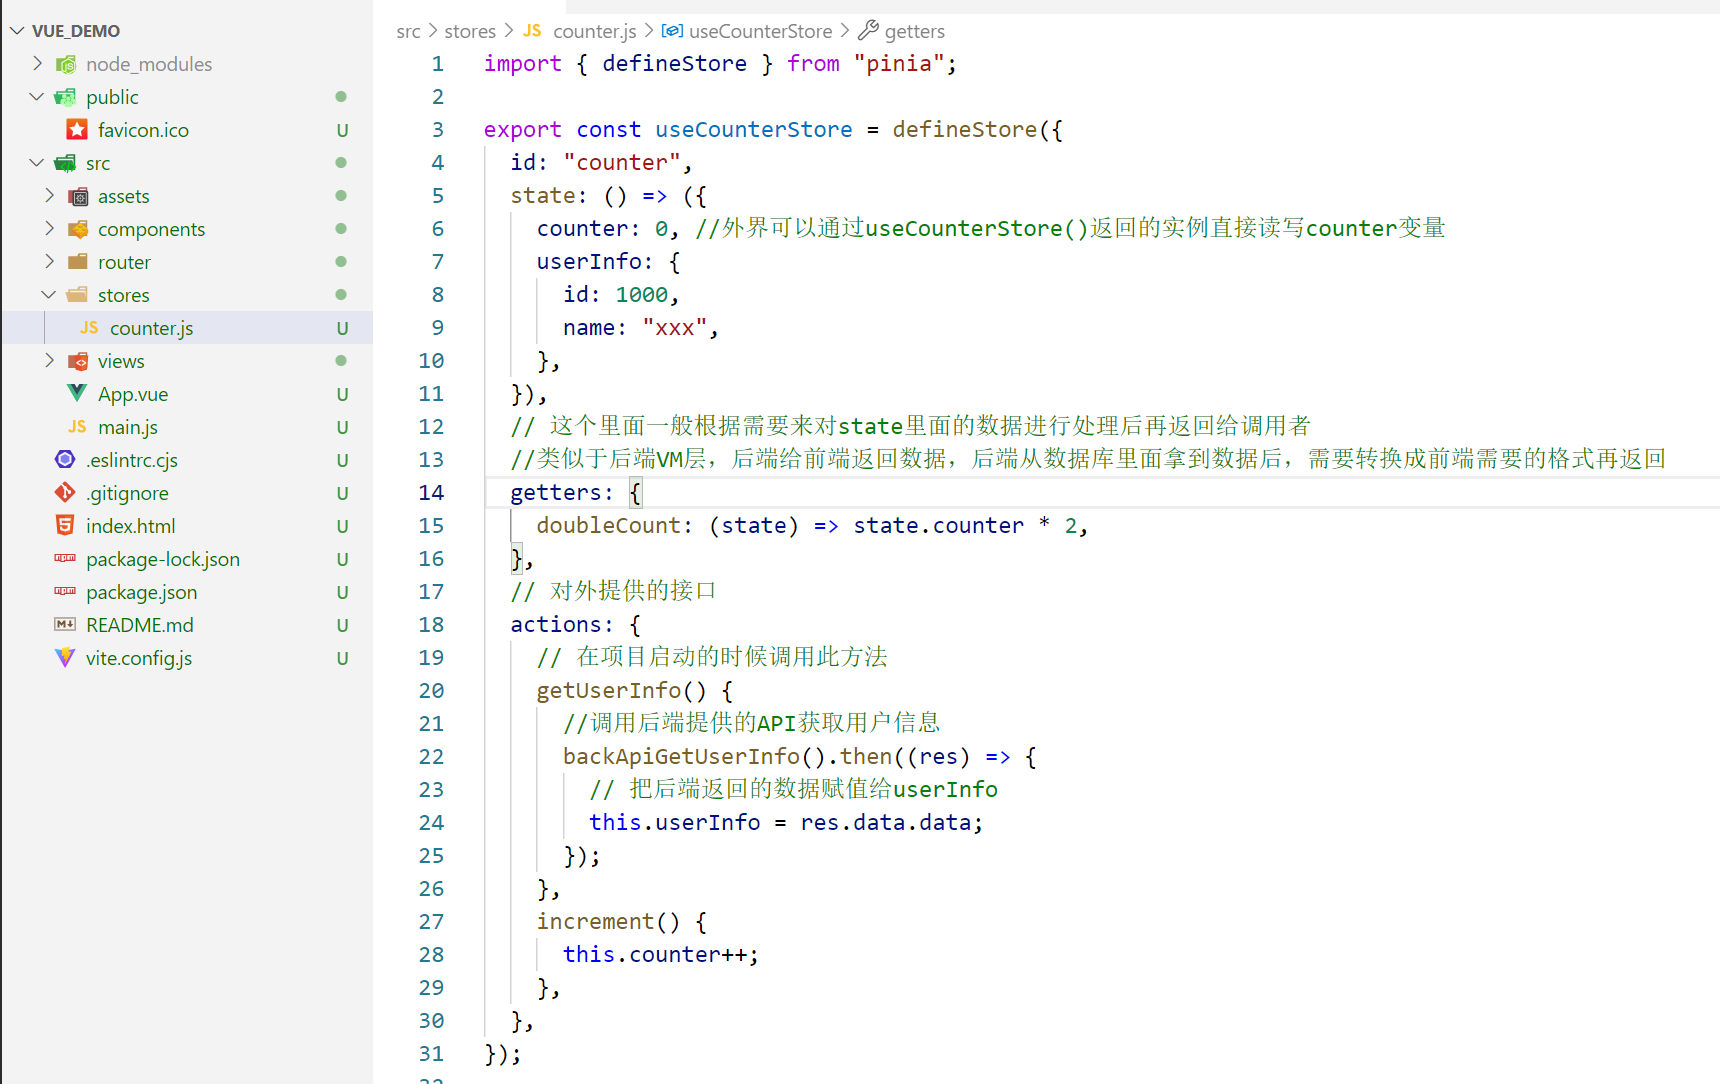 VUE_DEMO
node_modules
public
favicon.ico U
src
assets
components
router
stores
JS counter.js U
views
App.vue U
JS main.js U
.eslintrc.cjs U
.gitignore U
index.html U
package-lock.json U
package.json U
README.md U
vite.config.js U
src > stores > JS counter.js > useCounterStore > getters
1 import { defineStore } from "pinia";
2
3 export const useCounterStore = defineStore({
4 id: "counter",
5 state: () => ({
6 counter: 0, //外界可以通过useCounterStore()返回的实例直接读写counter变量
7 userInfo: {
8 id: 1000,
9 name: "xxx",
10 },
11 }),
12 // 这个里面一般根据需要来对state里面的数据进行处理后再返回给调用者
13 //类似于后端VM层，后端给前端返回数据，后端从数据库里面拿到数据后，需要转换成前端需要的格式再返回
14 getters: {
15 doubleCount: (state) => state.counter * 2,
16 },
17 // 对外提供的接口
18 actions: {
19 // 在项目启动的时候调用此方法
20 getUserInfo() {
21 //调用后端提供的API获取用户信息
22 backApiGetUserInfo().then((res) => {
23 // 把后端返回的数据赋值给userInfo
24 this.userInfo = res.data.data;
25 });
26 },
27 increment() {
28 this.counter++;
29 },
30 },
31 });